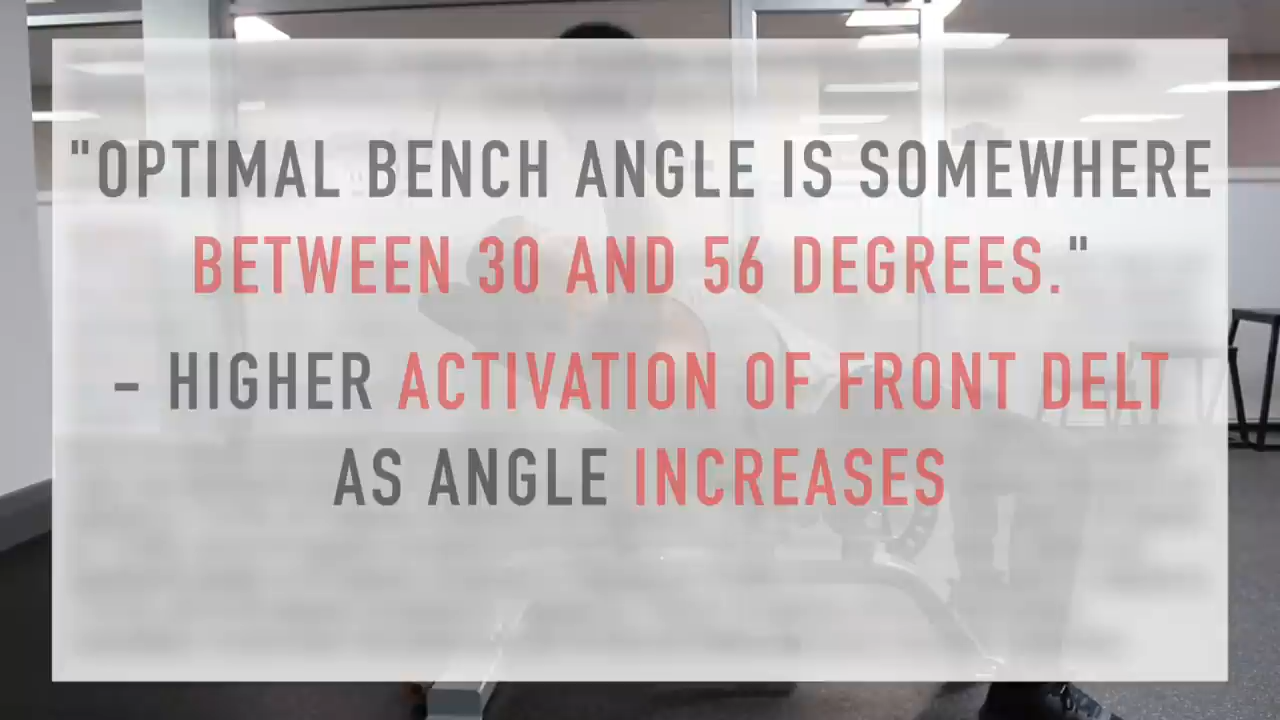 "OPTIMAL BENCH ANGLE IS SOMEWHERE
BETWEEN 30 AND 56 DEGREES."
- HIGHER ACTIVATION OF FRONT DELT
AS ANGLE INCREASES